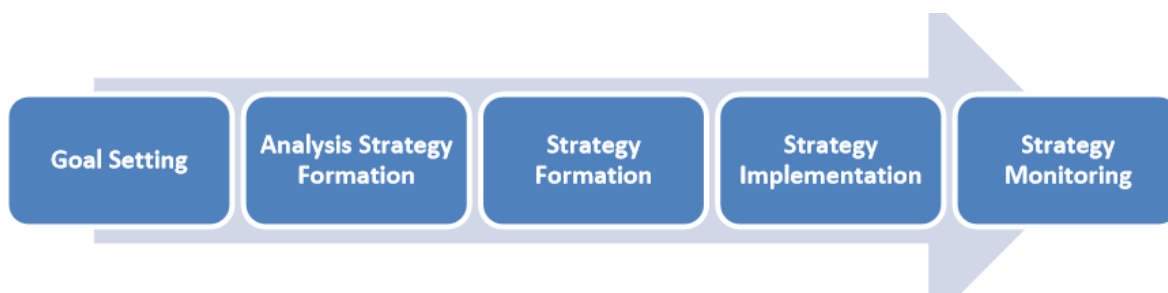 Goal Setting
Analysis Strategy
Formation
Strategy
Formation
Strategy
Implementation
Strategy
Monitoring